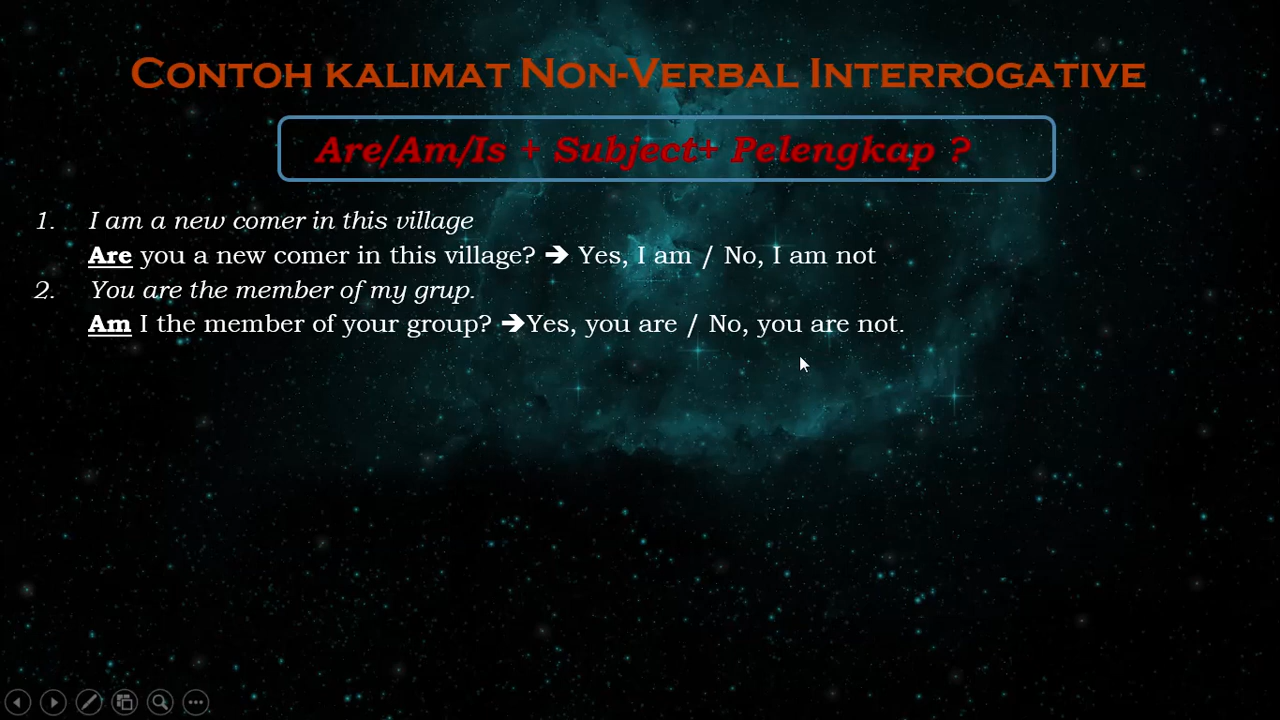 Contoh kalimat Non-Verbal Interrogative
Are/Am/Is + Subject+ Pelengkap ?
1. I am a new comer in this village
Are you a new comer in this village? 🡺 Yes, I am / No, I am not
2. You are the member of my grup.
Am I the member of your group? 🡺Yes, you are / No, you are not.